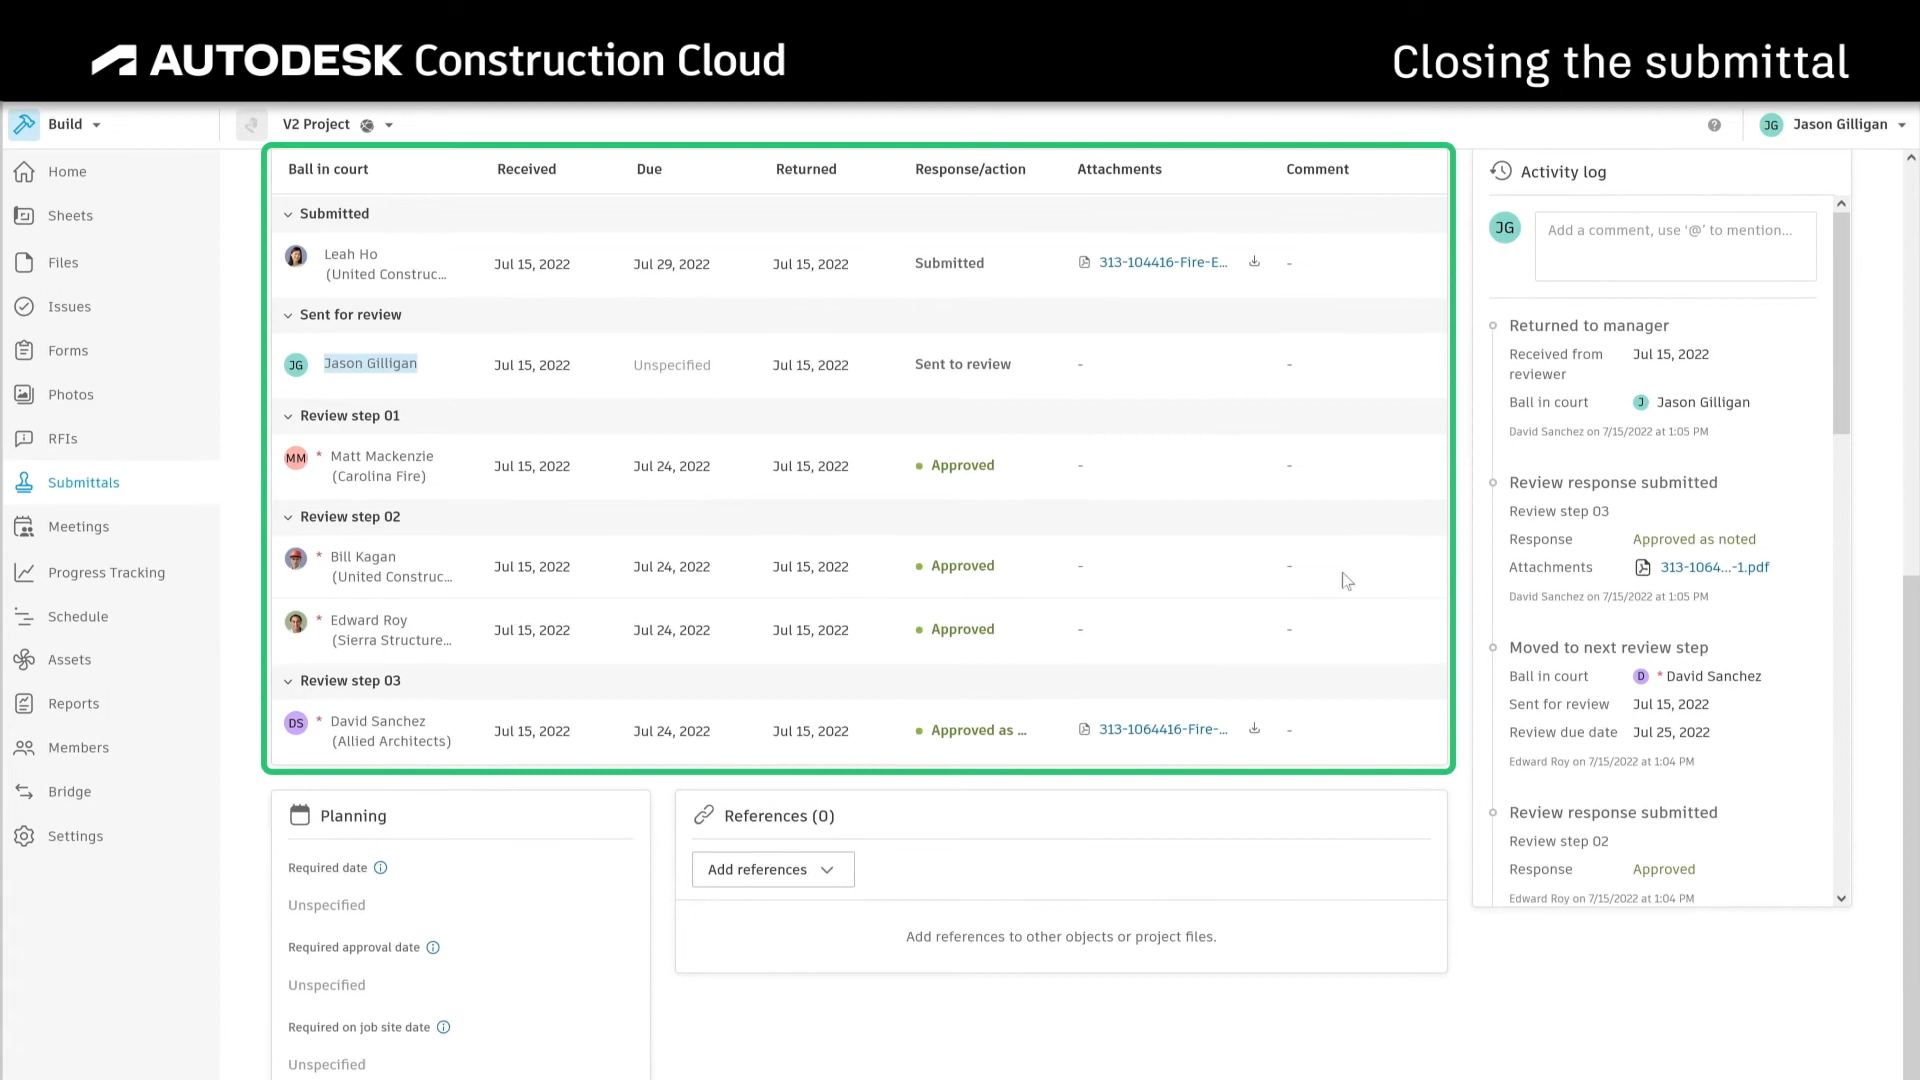 AUTODESK Construction Cloud
Closing the submittal
Build
V2 Project
JG Jason Gilligan
Home
Sheets
Files
Issues
Forms
Photos
RFIs
Submittals
Meetings
Progress Tracking
Schedule
Assets
Reports
Members
Bridge
Settings
Ball in court Received Due Returned Response/action Attachments Comment
Submitted
Leah Ho
(United Construc... Jul 15, 2022 Jul 29, 2022 Jul 15, 2022 Submitted 313-104416-Fire-E... -
Sent for review
JG Jason Gilligan Jul 15, 2022 Unspecified Jul 15, 2022 Sent to review - -
Review step 01
MM * Matt Mackenzie
(Carolina Fire) Jul 15, 2022 Jul 24, 2022 Jul 15, 2022 Approved - -
Review step 02
* Bill Kagan
(United Construc... Jul 15, 2022 Jul 24, 2022 Jul 15, 2022 Approved - -
* Edward Roy
(Sierra Structure... Jul 15, 2022 Jul 24, 2022 Jul 15, 2022 Approved - -
Review step 03
DS * David Sanchez
(Allied Architects) Jul 15, 2022 Jul 24, 2022 Jul 15, 2022 Approved as ... 313-1064416-Fire-... -
Planning
Required date
Unspecified
Required approval date
Unspecified
Required on job site date
Unspecified
References (0)
Add references
Add references to other objects or project files.
Activity log
JG Add a comment, use ‘@’ to mention...
Returned to manager
Received from
reviewer Jul 15, 2022
Ball in court J Jason Gilligan
David Sanchez on 7/15/2022 at 1:05 PM
Review response submitted
Review step 03
Response Approved as noted
Attachments 313-1064...-1.pdf
David Sanchez on 7/15/2022 at 1:05 PM
Moved to next review step
Ball in court D * David Sanchez
Sent for review Jul 15, 2022
Review due date Jul 25, 2022
Edward Roy on 7/15/2022 at 1:04 PM
Review response submitted
Review step 02
Response Approved
Edward Roy on 7/15/2022 at 1:04 PM